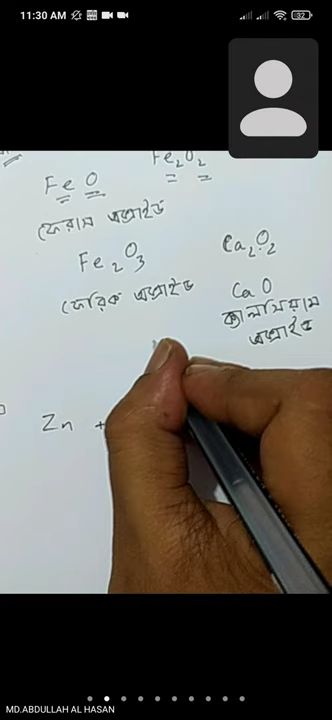 11:30 AM
32
Fe₂O₂
FeO
ফেরাস অক্সাইড
Fe₂O₃
Ca₂O₂
ফেরিক অক্সাইড
CaO
ক্যালসিয়াম
অক্সাইড
Zn +
MD.ABDULLAH AL HASAN